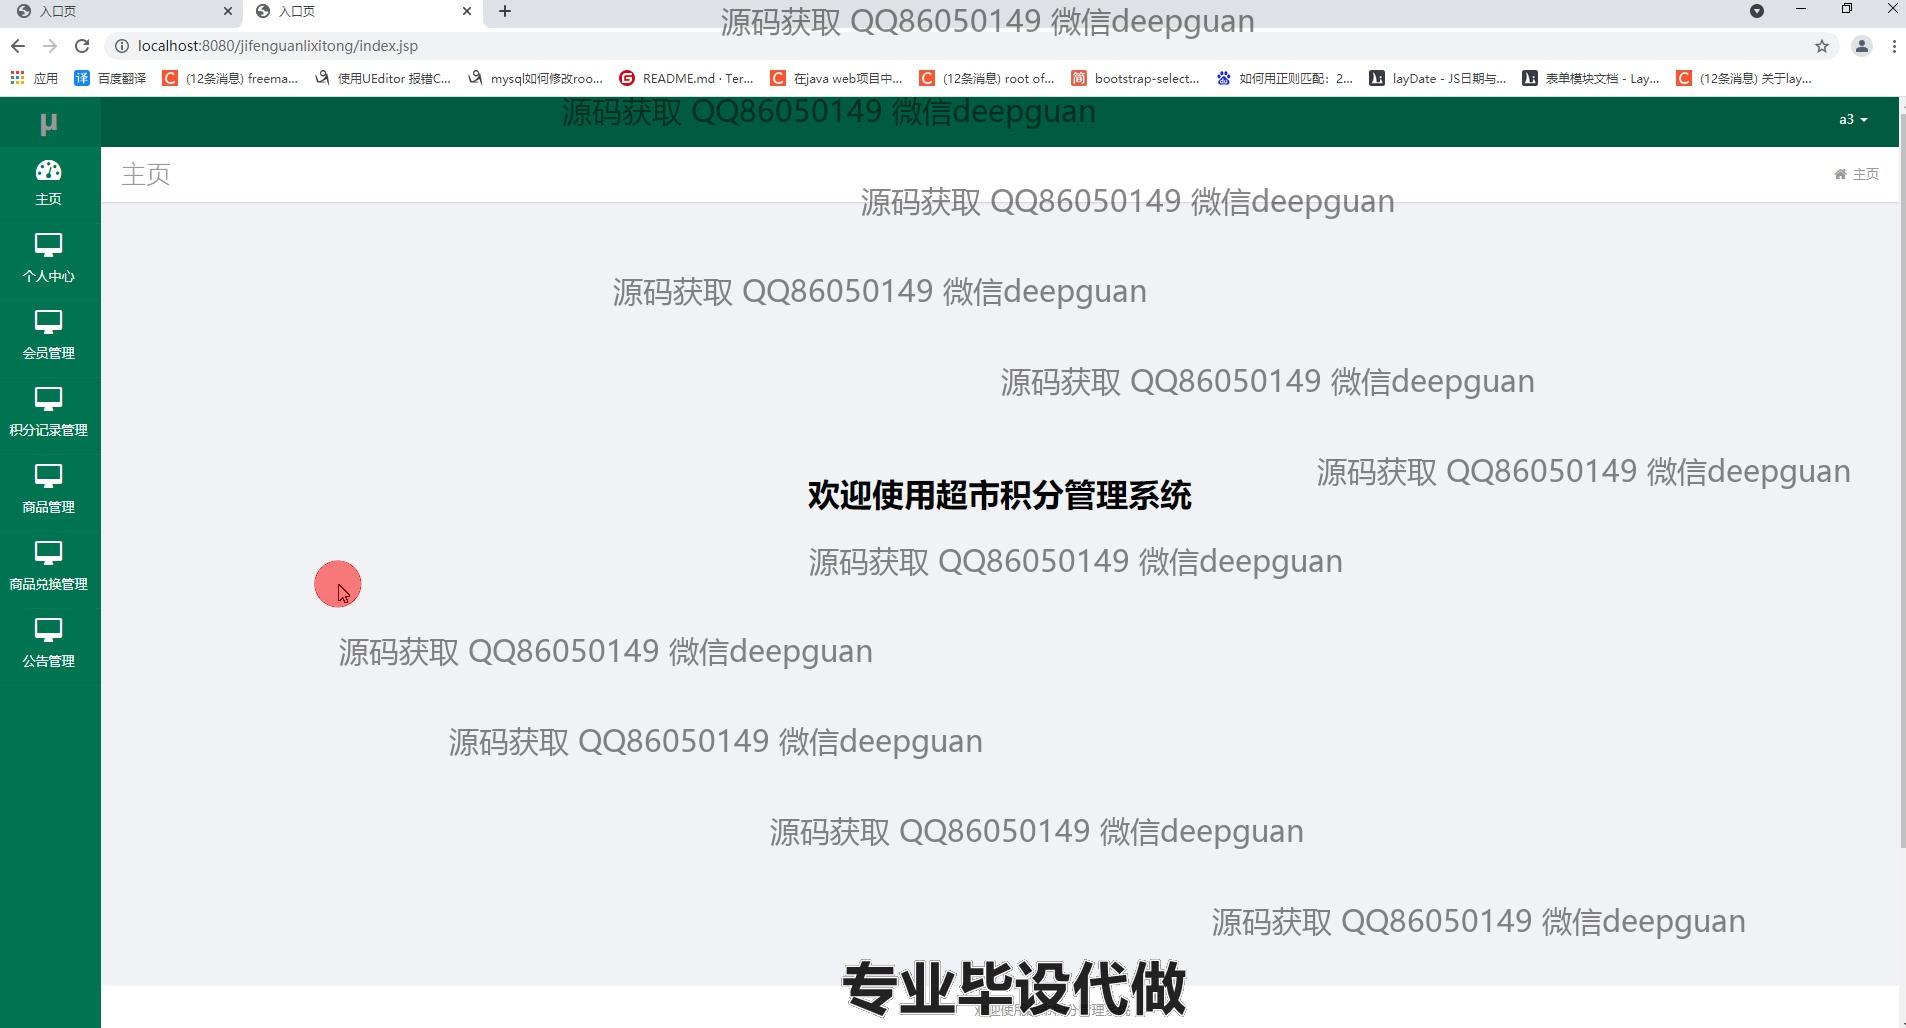 入口页
入口页
源码获取 QQ86050149 微信deepguan
localhost:8080/jifenguanlixitong/index.jsp
应用
百度翻译
(12条消息) freema...
使用UEditor 报错C...
mysql如何修改roo...
README.md · Ter...
在java web项目中...
(12条消息) root of...
bootstrap-select...
如何用正则匹配：2...
layDate - JS日期与...
表单模块文档 - Lay...
(12条消息) 关于lay...
μ
源码获取 QQ86050149 微信deepguan
a3
主页
主页
主页
源码获取 QQ86050149 微信deepguan
个人中心
源码获取 QQ86050149 微信deepguan
会员管理
源码获取 QQ86050149 微信deepguan
积分记录管理
源码获取 QQ86050149 微信deepguan
欢迎使用超市积分管理系统
商品管理
源码获取 QQ86050149 微信deepguan
商品兑换管理
源码获取 QQ86050149 微信deepguan
公告管理
源码获取 QQ86050149 微信deepguan
源码获取 QQ86050149 微信deepguan
源码获取 QQ86050149 微信deepguan
专业毕设代做